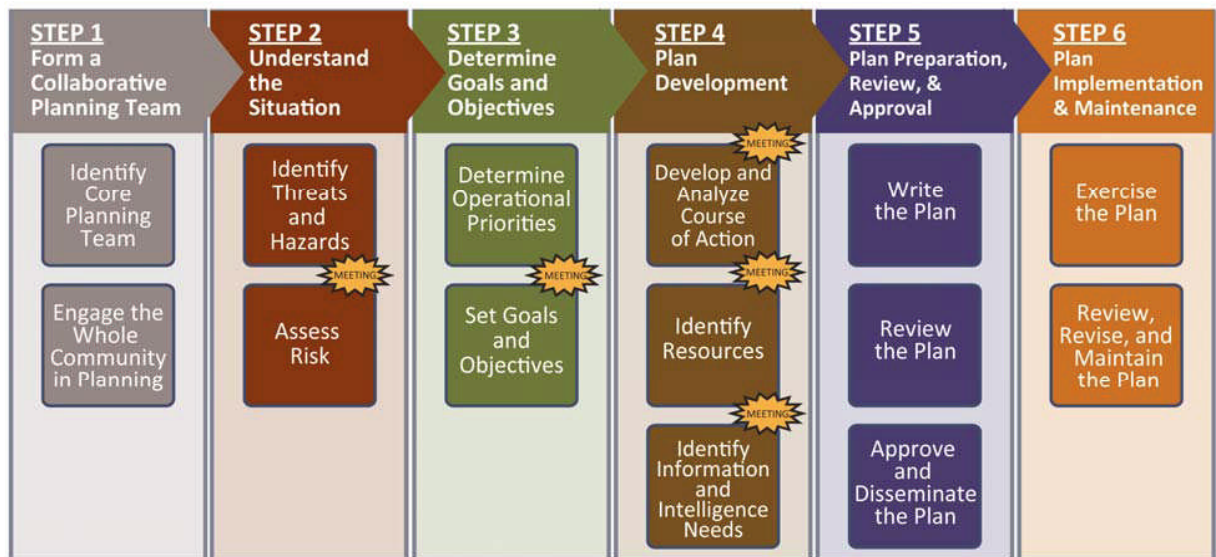 STEP 1
Form a
Collaborative
Planning Team
Identify
Core
Planning
Team
Engage the
Whole
Community
in Planning
STEP 2
Understand
the
Situation
Identify
Threats
and
Hazards
MEETING
Assess
Risk
STEP 3
Determine
Goals and
Objectives
Determine
Operational
Priorities
MEETING
Set Goals
and
Objectives
STEP 4
Plan
Development
MEETING
Develop and
Analyze
Course
of Action
MEETING
Identify
Resources
MEETING
Identify
Information
and
Intelligence
Needs
STEP 5
Plan Preparation,
Review, &
Approval
Write
the Plan
Review
the Plan
Approve
and
Disseminate
the Plan
STEP 6
Plan
Implementation
& Maintenance
Exercise
the Plan
Review,
Revise, and
Maintain
the Plan